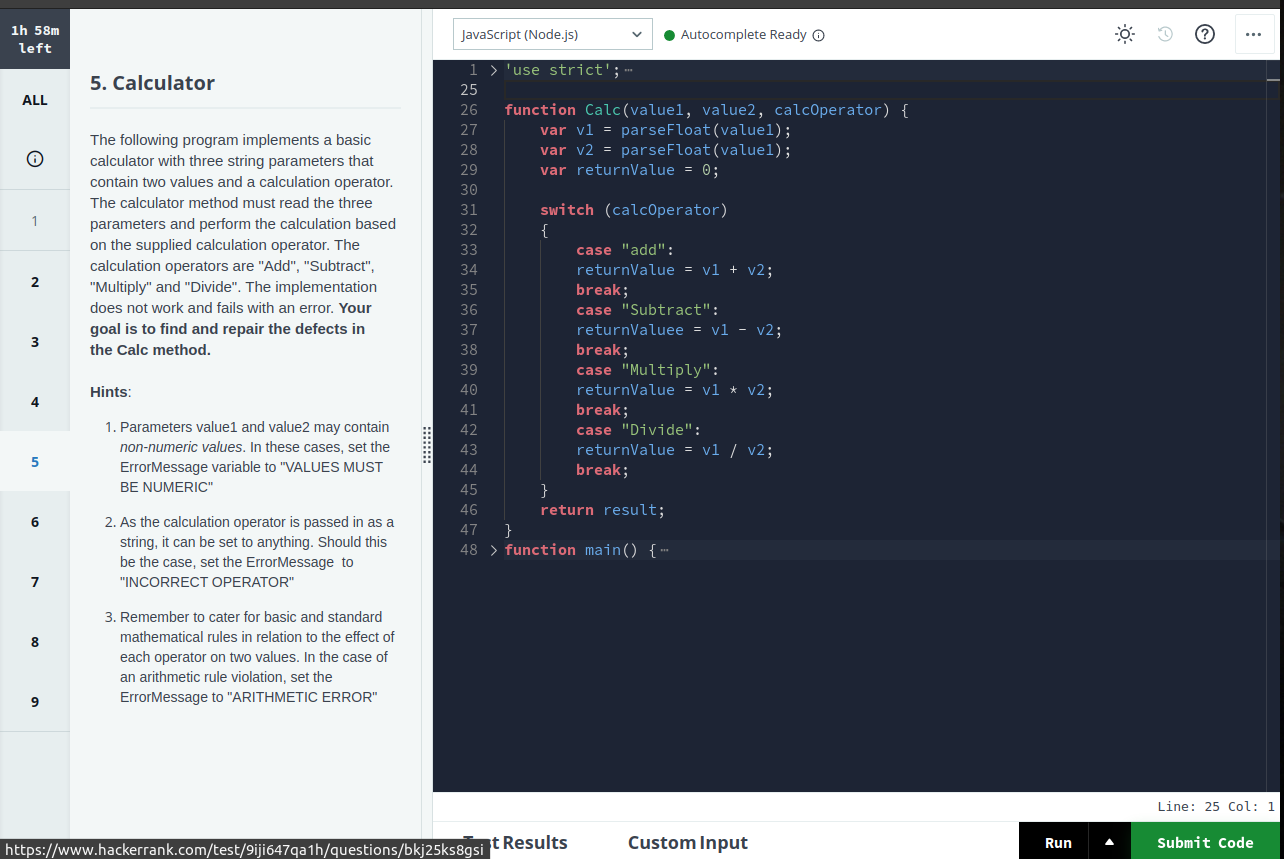 1h 58m
left
ALL
1
2
3
4
5
6
7
8
9
5. Calculator
The following program implements a basic
calculator with three string parameters that
contain two values and a calculation operator.
The calculator method must read the three
parameters and perform the calculation based
on the supplied calculation operator. The
calculation operators are "Add", "Subtract",
"Multiply" and "Divide". The implementation
does not work and fails with an error. Your
goal is to find and repair the defects in
the Calc method.
Hints:
1. Parameters value1 and value2 may contain
non-numeric values. In these cases, set the
ErrorMessage variable to "VALUES MUST
BE NUMERIC"
2. As the calculation operator is passed in as a
string, it can be set to anything. Should this
be the case, set the ErrorMessage  to
"INCORRECT OPERATOR"
3. Remember to cater for basic and standard
mathematical rules in relation to the effect of
each operator on two values. In the case of
an arithmetic rule violation, set the
ErrorMessage to "ARITHMETIC ERROR"
JavaScript (Node.js)
Autocomplete Ready
1 > 'use strict'; ⋯
25
26 function Calc(value1, value2, calcOperator) {
27     var v1 = parseFloat(value1);
28     var v2 = parseFloat(value1);
29     var returnValue = 0;
30
31     switch (calcOperator)
32     {
33         case "add":
34         returnValue = v1 + v2;
35         break;
36         case "Subtract":
37         returnValuee = v1 - v2;
38         break;
39         case "Multiply":
40         returnValue = v1 * v2;
41         break;
42         case "Divide":
43         returnValue = v1 / v2;
44         break;
45     }
46     return result;
47 }
48 > function main() { ⋯
Line: 25 Col: 1
st Results
Custom Input
Run
Submit Code
https://www.hackerrank.com/test/9iji647qa1h/questions/bkj25ks8gsi